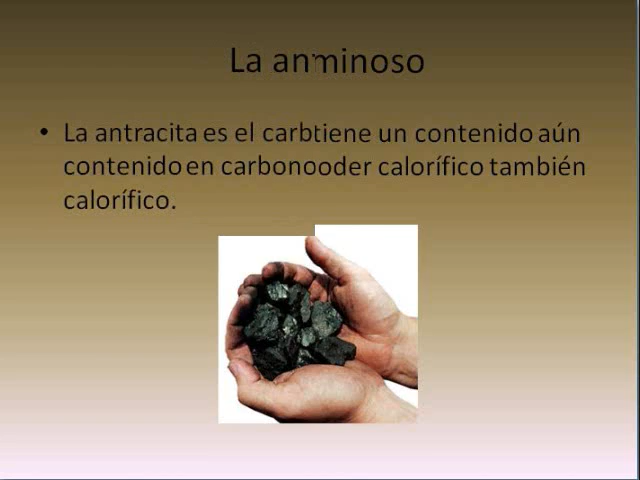 La anminoso
• La antracita es el carbtiene un contenido aún
contenido en carbonooder calorífico también
calorífico.